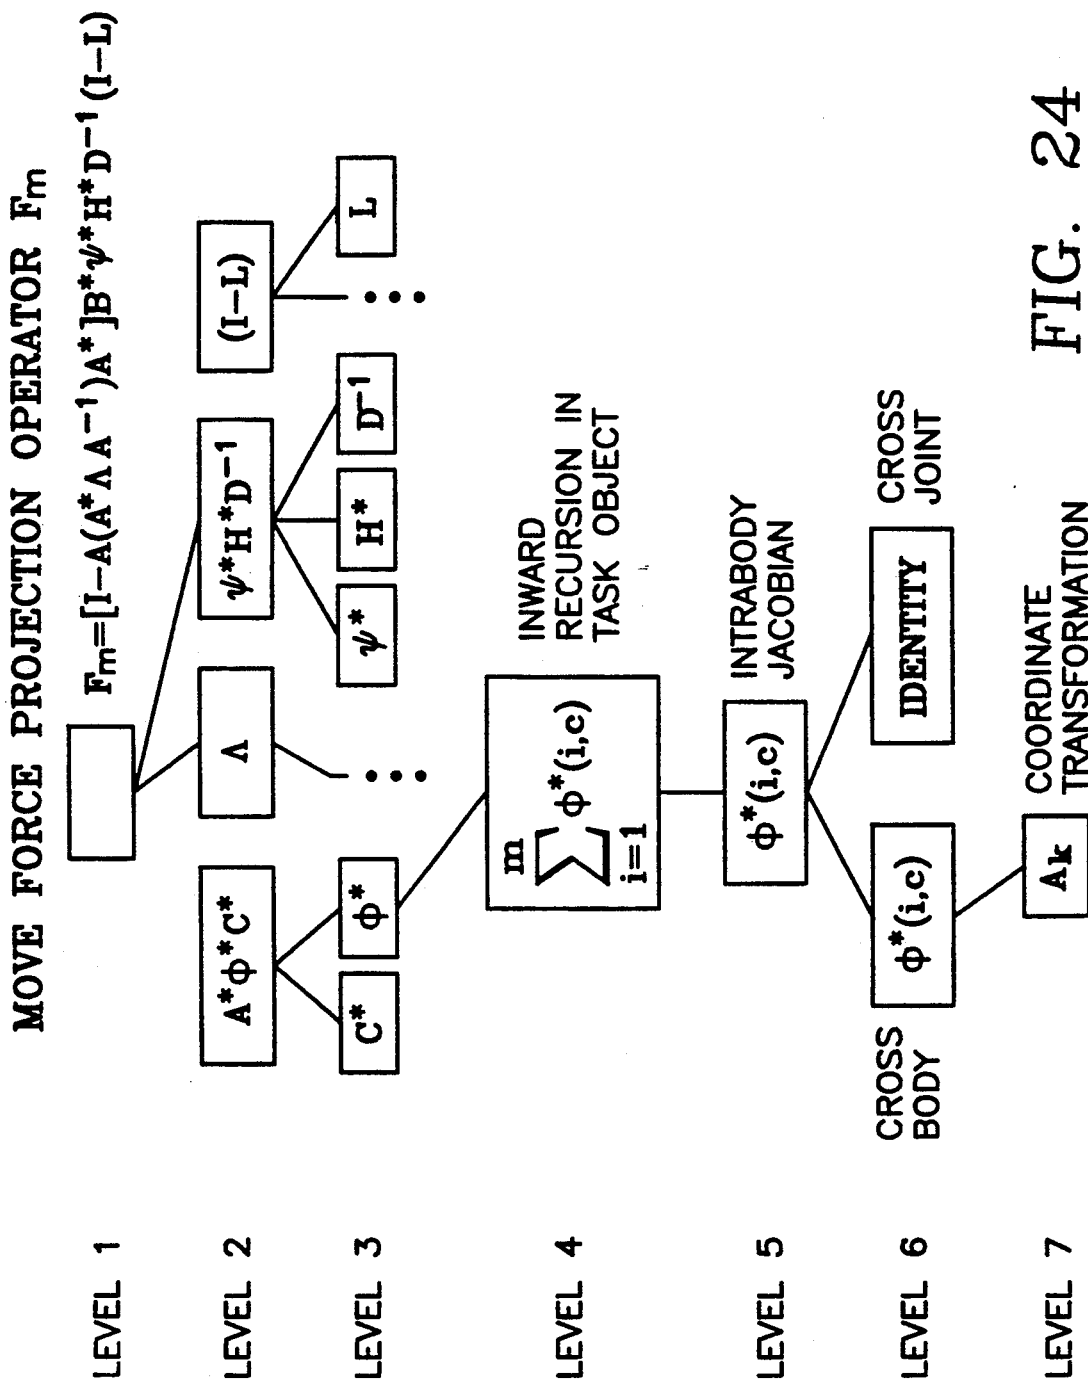 MOVE FORCE PROJECTION OPERATOR Fm
LEVEL 1
Fm=[I−A(A*ΛA−1)A*]B*ψ*H*D−1(I−L)
LEVEL 2
A*ϕ*C*
Λ
ψ*H*D−1
(I−L)
LEVEL 3
C*
ϕ*
•••
ψ*
H*
D−1
•••
L
LEVEL 4
m
∑ ϕ*(i,c)
i=1
INWARD
RECURSION IN
TASK OBJECT
LEVEL 5
ϕ*(i,c)
INTRABODY
JACOBIAN
LEVEL 6
CROSS
BODY
ϕ*(i,c)
IDENTITY
CROSS
JOINT
LEVEL 7
Ak
COORDINATE
TRANSFORMATION
FIG. 24